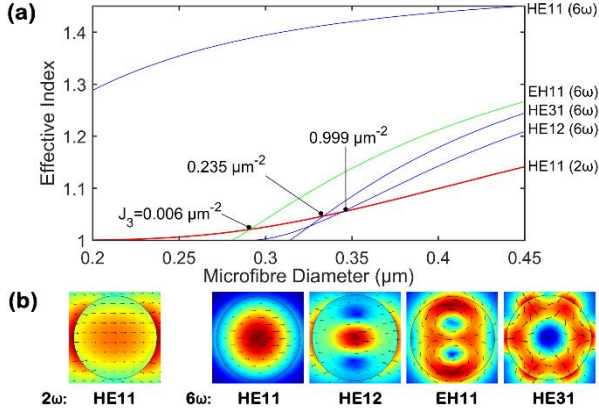 (a)
Effective Index
1.4
1.3
1.2
1.1
1
0.2
0.25
0.3
0.35
0.4
0.45
Microfibre Diameter (µm)
HE11 (6ω)
EH11 (6ω)
HE31 (6ω)
HE12 (6ω)
HE11 (2ω)
0.999 µm⁻²
0.235 µm⁻²
J₃=0.006 µm⁻²
(b)
2ω: HE11 6ω: HE11 HE12 EH11 HE31